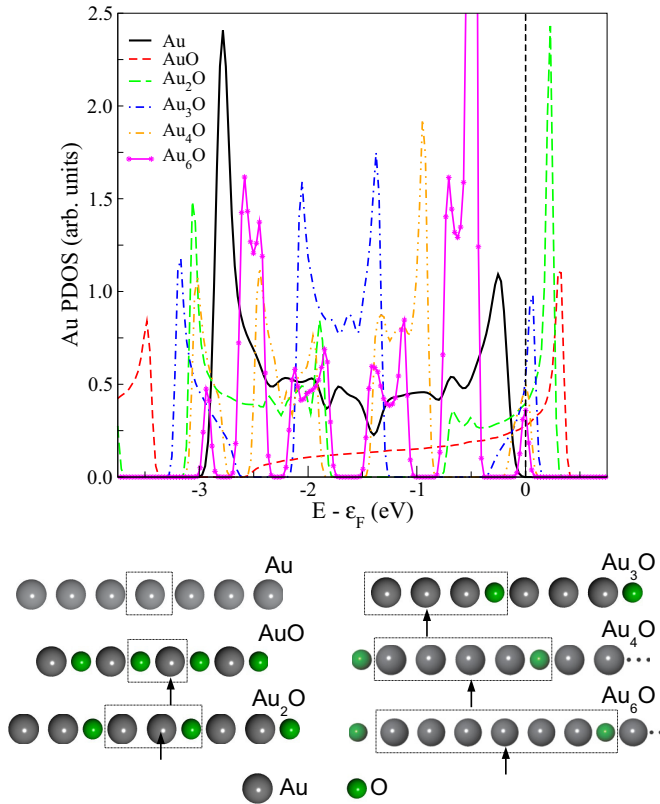 2.5
2.0
1.5
1.0
0.5
0.0
Au PDOS (arb. units)
Au
AuO
Au₂O
Au₃O
Au₄O
Au₆O
-3 -2 -1 0
E - ε_F (eV)
Au
AuO
Au₂O
Au₃O
Au₄O
Au₆O
Au O